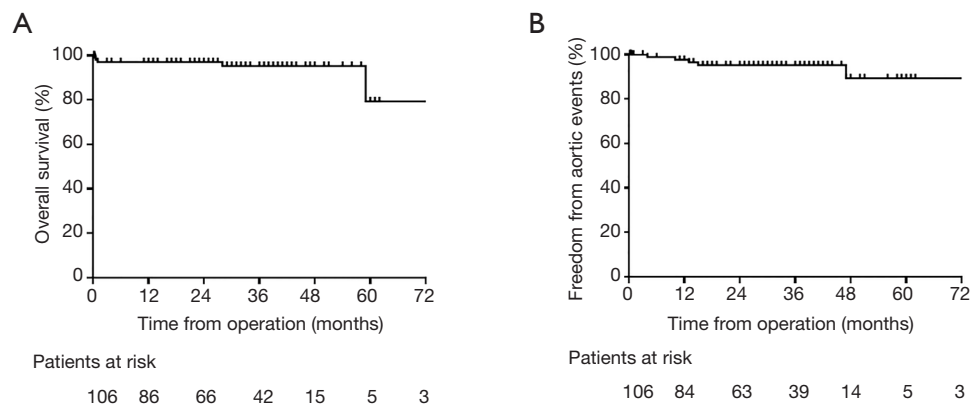 A
Overall survival (%)
100
80
60
40
20
0
0 12 24 36 48 60 72
Time from operation (months)
Patients at risk
106 86 66 42 15 5 3
B
Freedom from aortic events (%)
100
80
60
40
20
0
0 12 24 36 48 60 72
Time from operation (months)
Patients at risk
106 84 63 39 14 5 3